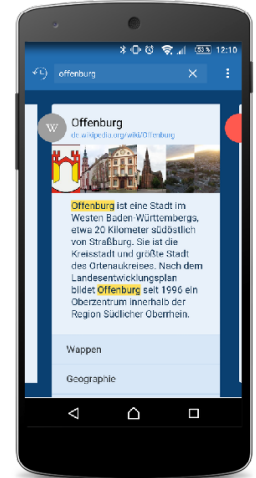 53% 12:10
offenburg
W
Offenburg
de.wikipedia.org/wiki/Offenburg
Offenburg ist eine Stadt im
Westen Baden-Württembergs,
etwa 20 Kilometer südöstlich
von Straßburg. Sie ist die
Kreisstadt und größte Stadt
des Ortenaukreises. Nach dem
Landesentwicklungsplan
bildet Offenburg seit 1996 ein
Oberzentrum innerhalb der
Region Südlicher Oberrhein.
Wappen
Geographie